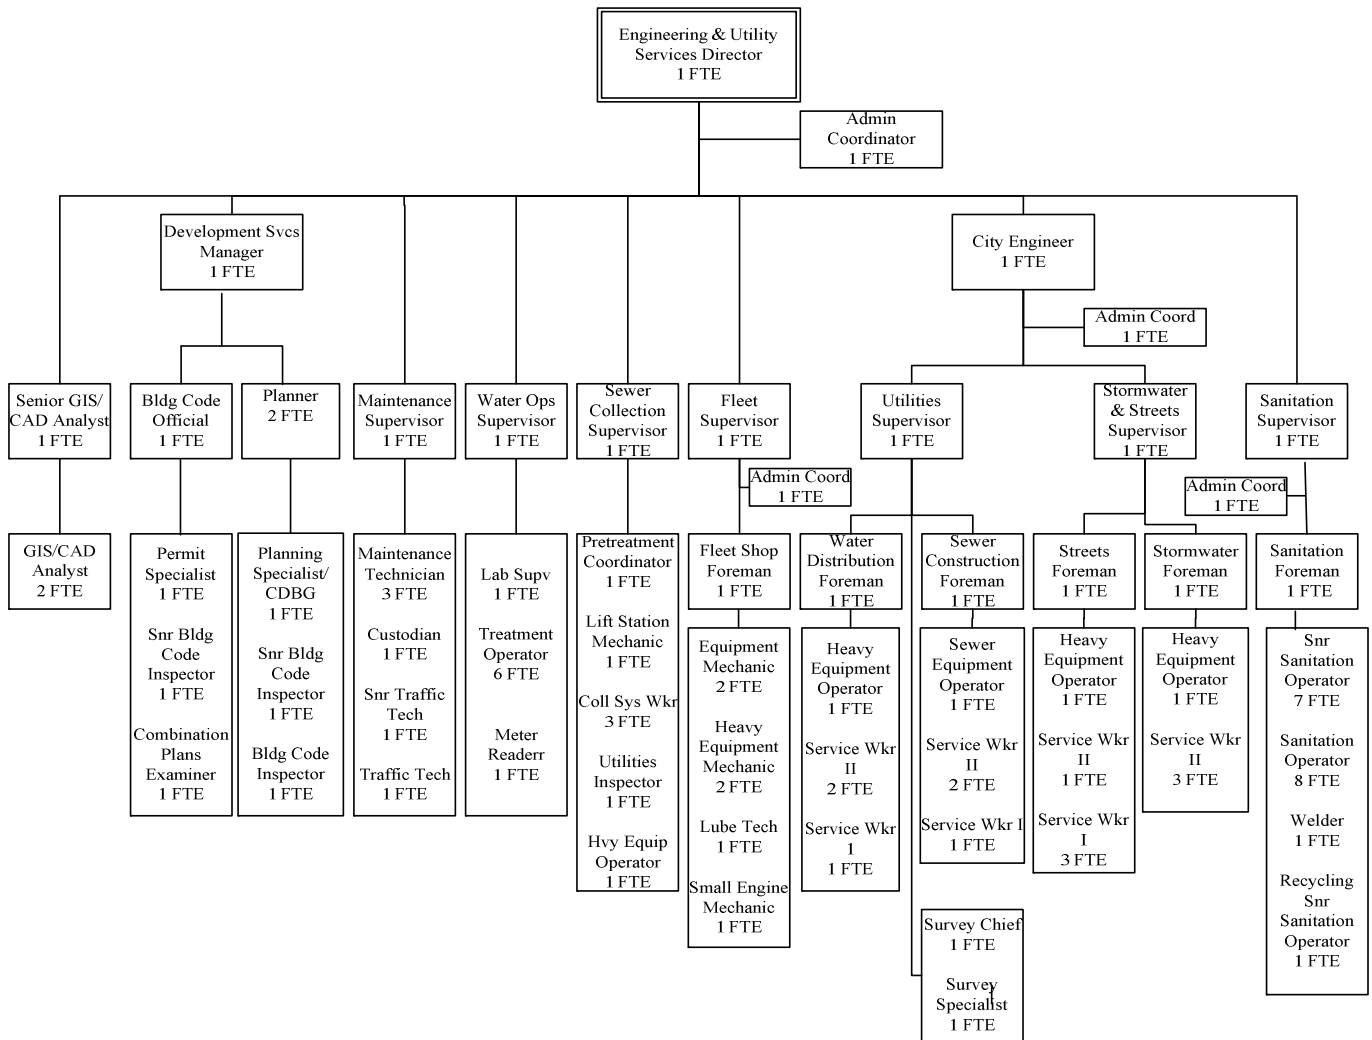 Engineering & Utility
Services Director
1 FTE
Admin
Coordinator
1 FTE
Development Svcs
Manager
1 FTE
City Engineer
1 FTE
Admin Coord
1 FTE
Senior GIS/
CAD Analyst
1 FTE
Bldg Code
Official
1 FTE
Planner
2 FTE
Maintenance
Supervisor
1 FTE
Water Ops
Supervisor
1 FTE
Sewer
Collection
Supervisor
1 FTE
Fleet
Supervisor
1 FTE
Utilities
Supervisor
1 FTE
Stormwater
& Streets
Supervisor
1 FTE
Sanitation
Supervisor
1 FTE
Admin Coord
1 FTE
Admin Coord
1 FTE
GIS/CAD
Analyst
2 FTE
Permit
Specialist
1 FTE
Snr Bldg
Code
Inspector
1 FTE
Combination
Plans
Examiner
1 FTE
Planning
Specialist/
CDBG
1 FTE
Snr Bldg
Code
Inspector
1 FTE
Bldg Code
Inspector
1 FTE
Maintenance
Technician
3 FTE
Custodian
1 FTE
Snr Traffic
Tech
1 FTE
Traffic Tech
1 FTE
Lab Supv
1 FTE
Treatment
Operator
6 FTE
Meter
Readerr
1 FTE
Pretreatment
Coordinator
1 FTE
Lift Station
Mechanic
1 FTE
Coll Sys Wkr
3 FTE
Utilities
Inspector
1 FTE
Hvy Equip
Operator
1 FTE
Fleet Shop
Foreman
1 FTE
Equipment
Mechanic
2 FTE
Heavy
Equipment
Mechanic
2 FTE
Lube Tech
1 FTE
Small Engine
Mechanic
1 FTE
Water
Distribution
Foreman
1 FTE
Heavy
Equipment
Operator
1 FTE
Service Wkr
II
2 FTE
Service Wkr
1
1 FTE
Sewer
Construction
Foreman
1 FTE
Sewer
Equipment
Operator
1 FTE
Service Wkr
II
2 FTE
Service Wkr I
1 FTE
Survey Chief
1 FTE
Survey
Specialist
1 FTE
Streets
Foreman
1 FTE
Heavy
Equipment
Operator
1 FTE
Service Wkr
II
1 FTE
Service Wkr
I
3 FTE
Stormwater
Foreman
1 FTE
Heavy
Equipment
Operator
1 FTE
Service Wkr
II
3 FTE
Sanitation
Foreman
1 FTE
Snr
Sanitation
Operator
7 FTE
Sanitation
Operator
8 FTE
Welder
1 FTE
Recycling
Snr
Sanitation
Operator
1 FTE